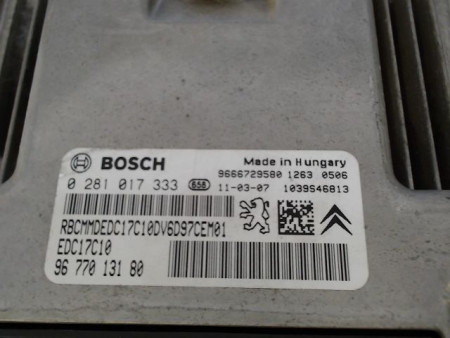 BOSCH
Made in Hungary
9666729580 1263 0506
0 281 017 333 658 11-03-07 1039S46813
RBCMMDEDC17C10DV6D97CEM01
EDC17C10
96 770 131 80